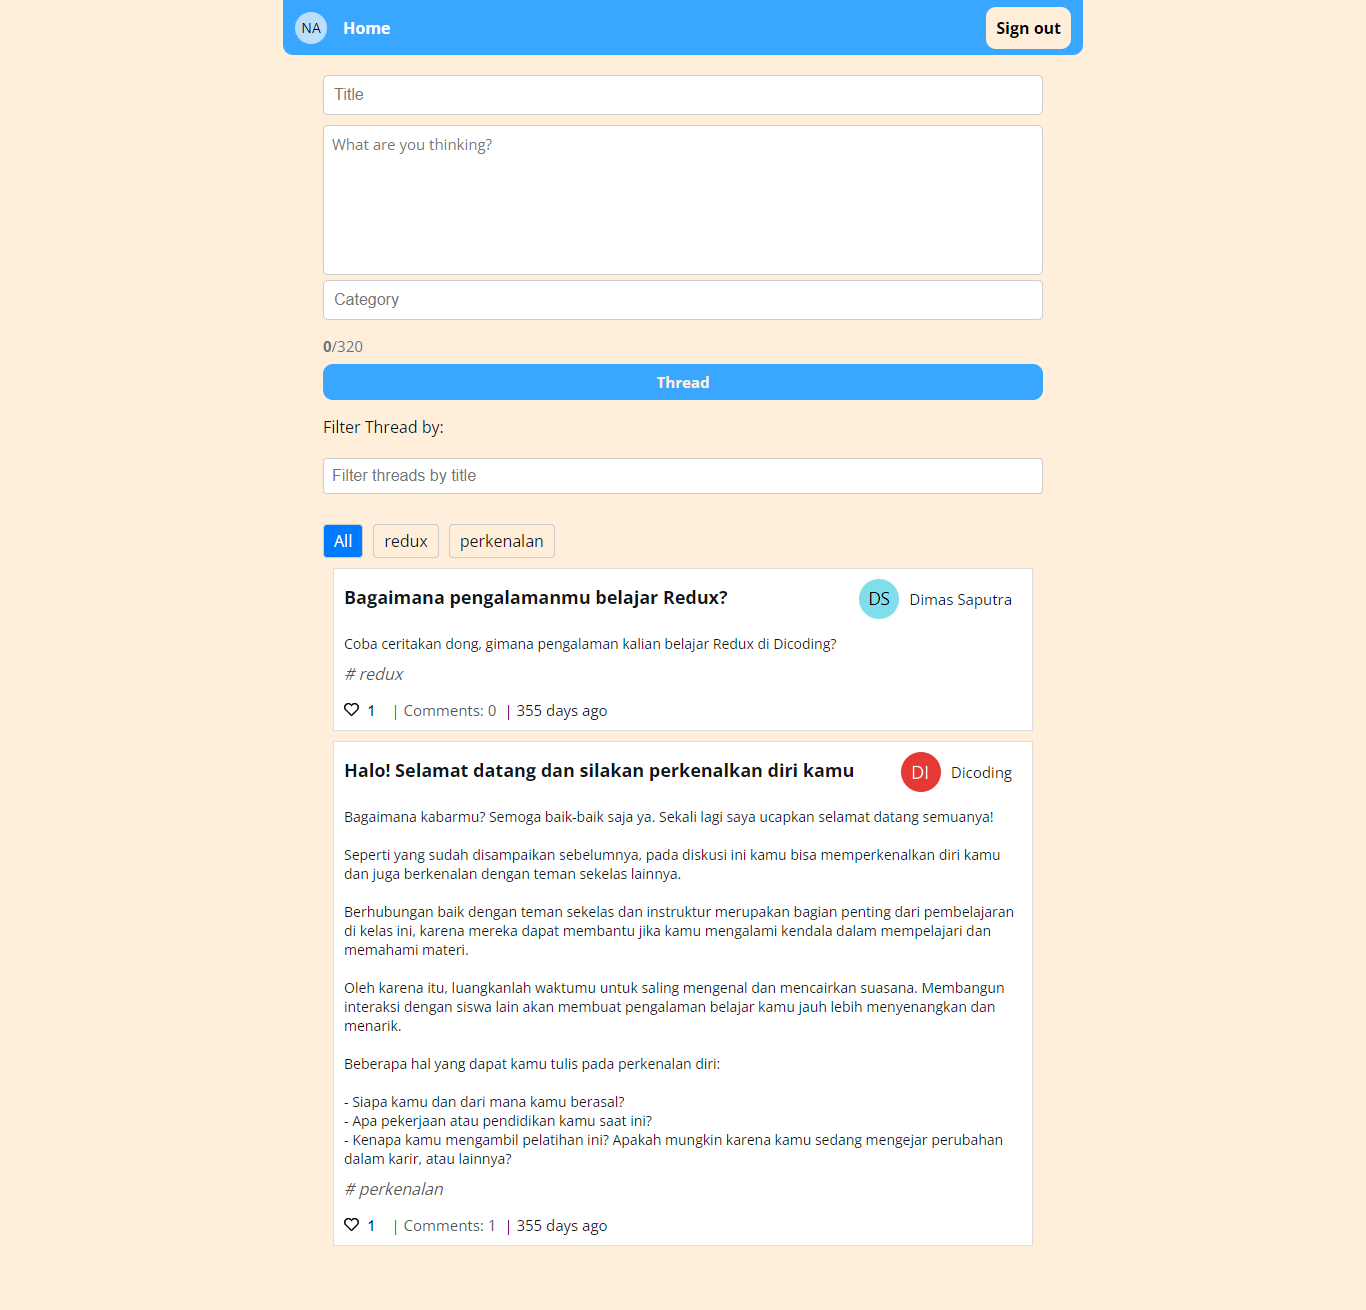 NA Home Sign out
Title
What are you thinking?
Category
0/320
Thread
Filter Thread by:
Filter threads by title
All redux perkenalan
Bagaimana pengalamanmu belajar Redux? DS Dimas Saputra
Coba ceritakan dong, gimana pengalaman kalian belajar Redux di Dicoding?
# redux
1 | Comments: 0 | 355 days ago
Halo! Selamat datang dan silakan perkenalkan diri kamu DI Dicoding
Bagaimana kabarmu? Semoga baik-baik saja ya. Sekali lagi saya ucapkan selamat datang semuanya!
Seperti yang sudah disampaikan sebelumnya, pada diskusi ini kamu bisa memperkenalkan diri kamu
dan juga berkenalan dengan teman sekelas lainnya.
Berhubungan baik dengan teman sekelas dan instruktur merupakan bagian penting dari pembelajaran
di kelas ini, karena mereka dapat membantu jika kamu mengalami kendala dalam mempelajari dan
memahami materi.
Oleh karena itu, luangkanlah waktumu untuk saling mengenal dan mencairkan suasana. Membangun
interaksi dengan siswa lain akan membuat pengalaman belajar kamu jauh lebih menyenangkan dan
menarik.
Beberapa hal yang dapat kamu tulis pada perkenalan diri:
- Siapa kamu dan dari mana kamu berasal?
- Apa pekerjaan atau pendidikan kamu saat ini?
- Kenapa kamu mengambil pelatihan ini? Apakah mungkin karena kamu sedang mengejar perubahan
dalam karir, atau lainnya?
# perkenalan
1 | Comments: 1 | 355 days ago